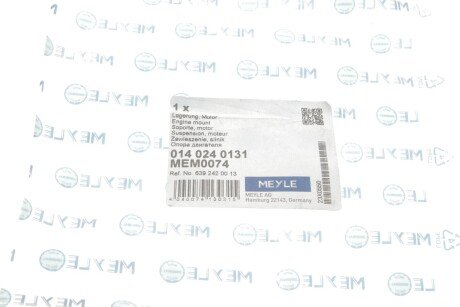 1 x
Lagerung, Motor
Engine mount
Soporte, motor
Suspension, moteur
Zawieszenie, silnik
Опора двигателя
014 024 0131
MEM0074
Ref. No. 639 242 00 13
MEYLE
MEYLE AG
Hamburg 22143, Germany